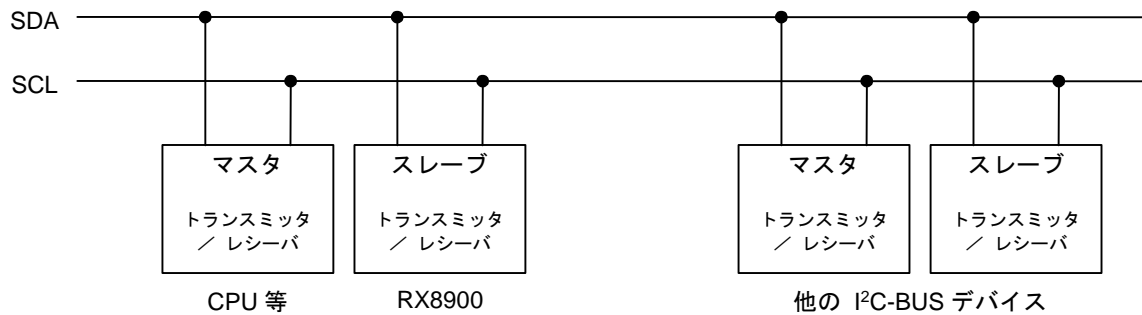 SDA
SCL
マスタ
トランスミッタ
／ レシーバ
CPU 等
スレーブ
トランスミッタ
／ レシーバ
RX8900
マスタ
トランスミッタ
／ レシーバ
スレーブ
トランスミッタ
／ レシーバ
他の I²C-BUS デバイス